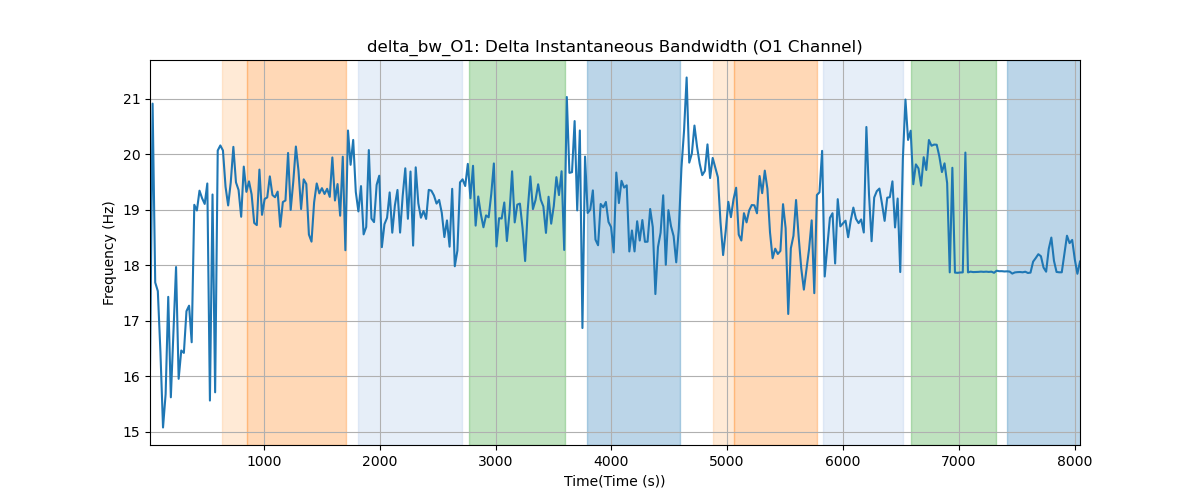 delta_bw_O1: Delta Instantaneous Bandwidth (O1 Channel)
Frequency (Hz)
21
20
19
18
17
16
15
1000 2000 3000 4000 5000 6000 7000 8000
Time(Time (s))